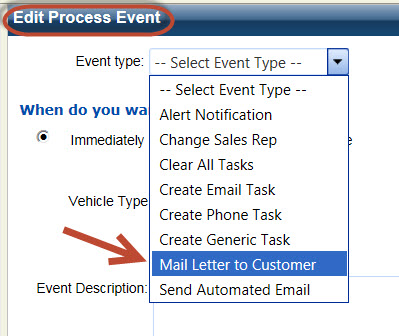 Edit Process Event
Event type: -- Select Event Type --
-- Select Event Type --
Alert Notification
When do you wa
Change Sales Rep
Immediately
Clear All Tasks
Create Email Task
Vehicle Type
Create Phone Task
Create Generic Task
Mail Letter to Customer
Event Description:
Send Automated Email